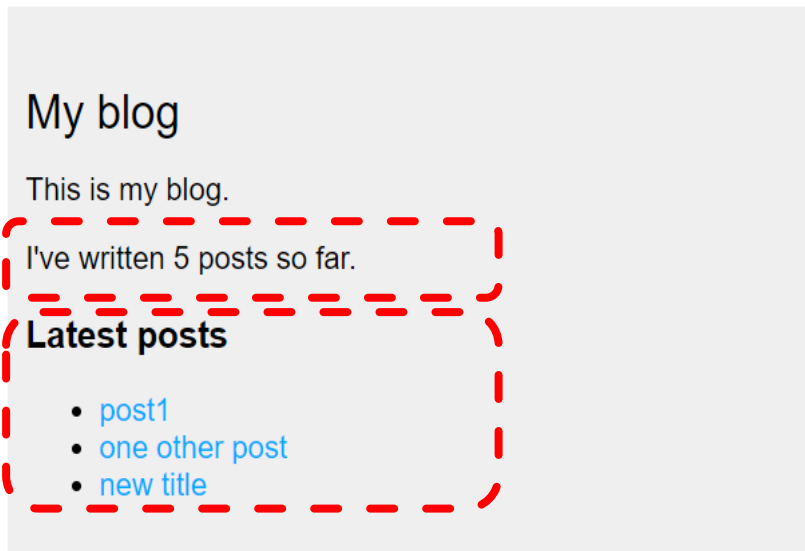 My blog
This is my blog.
I've written 5 posts so far.
Latest posts
post1
one other post
new title